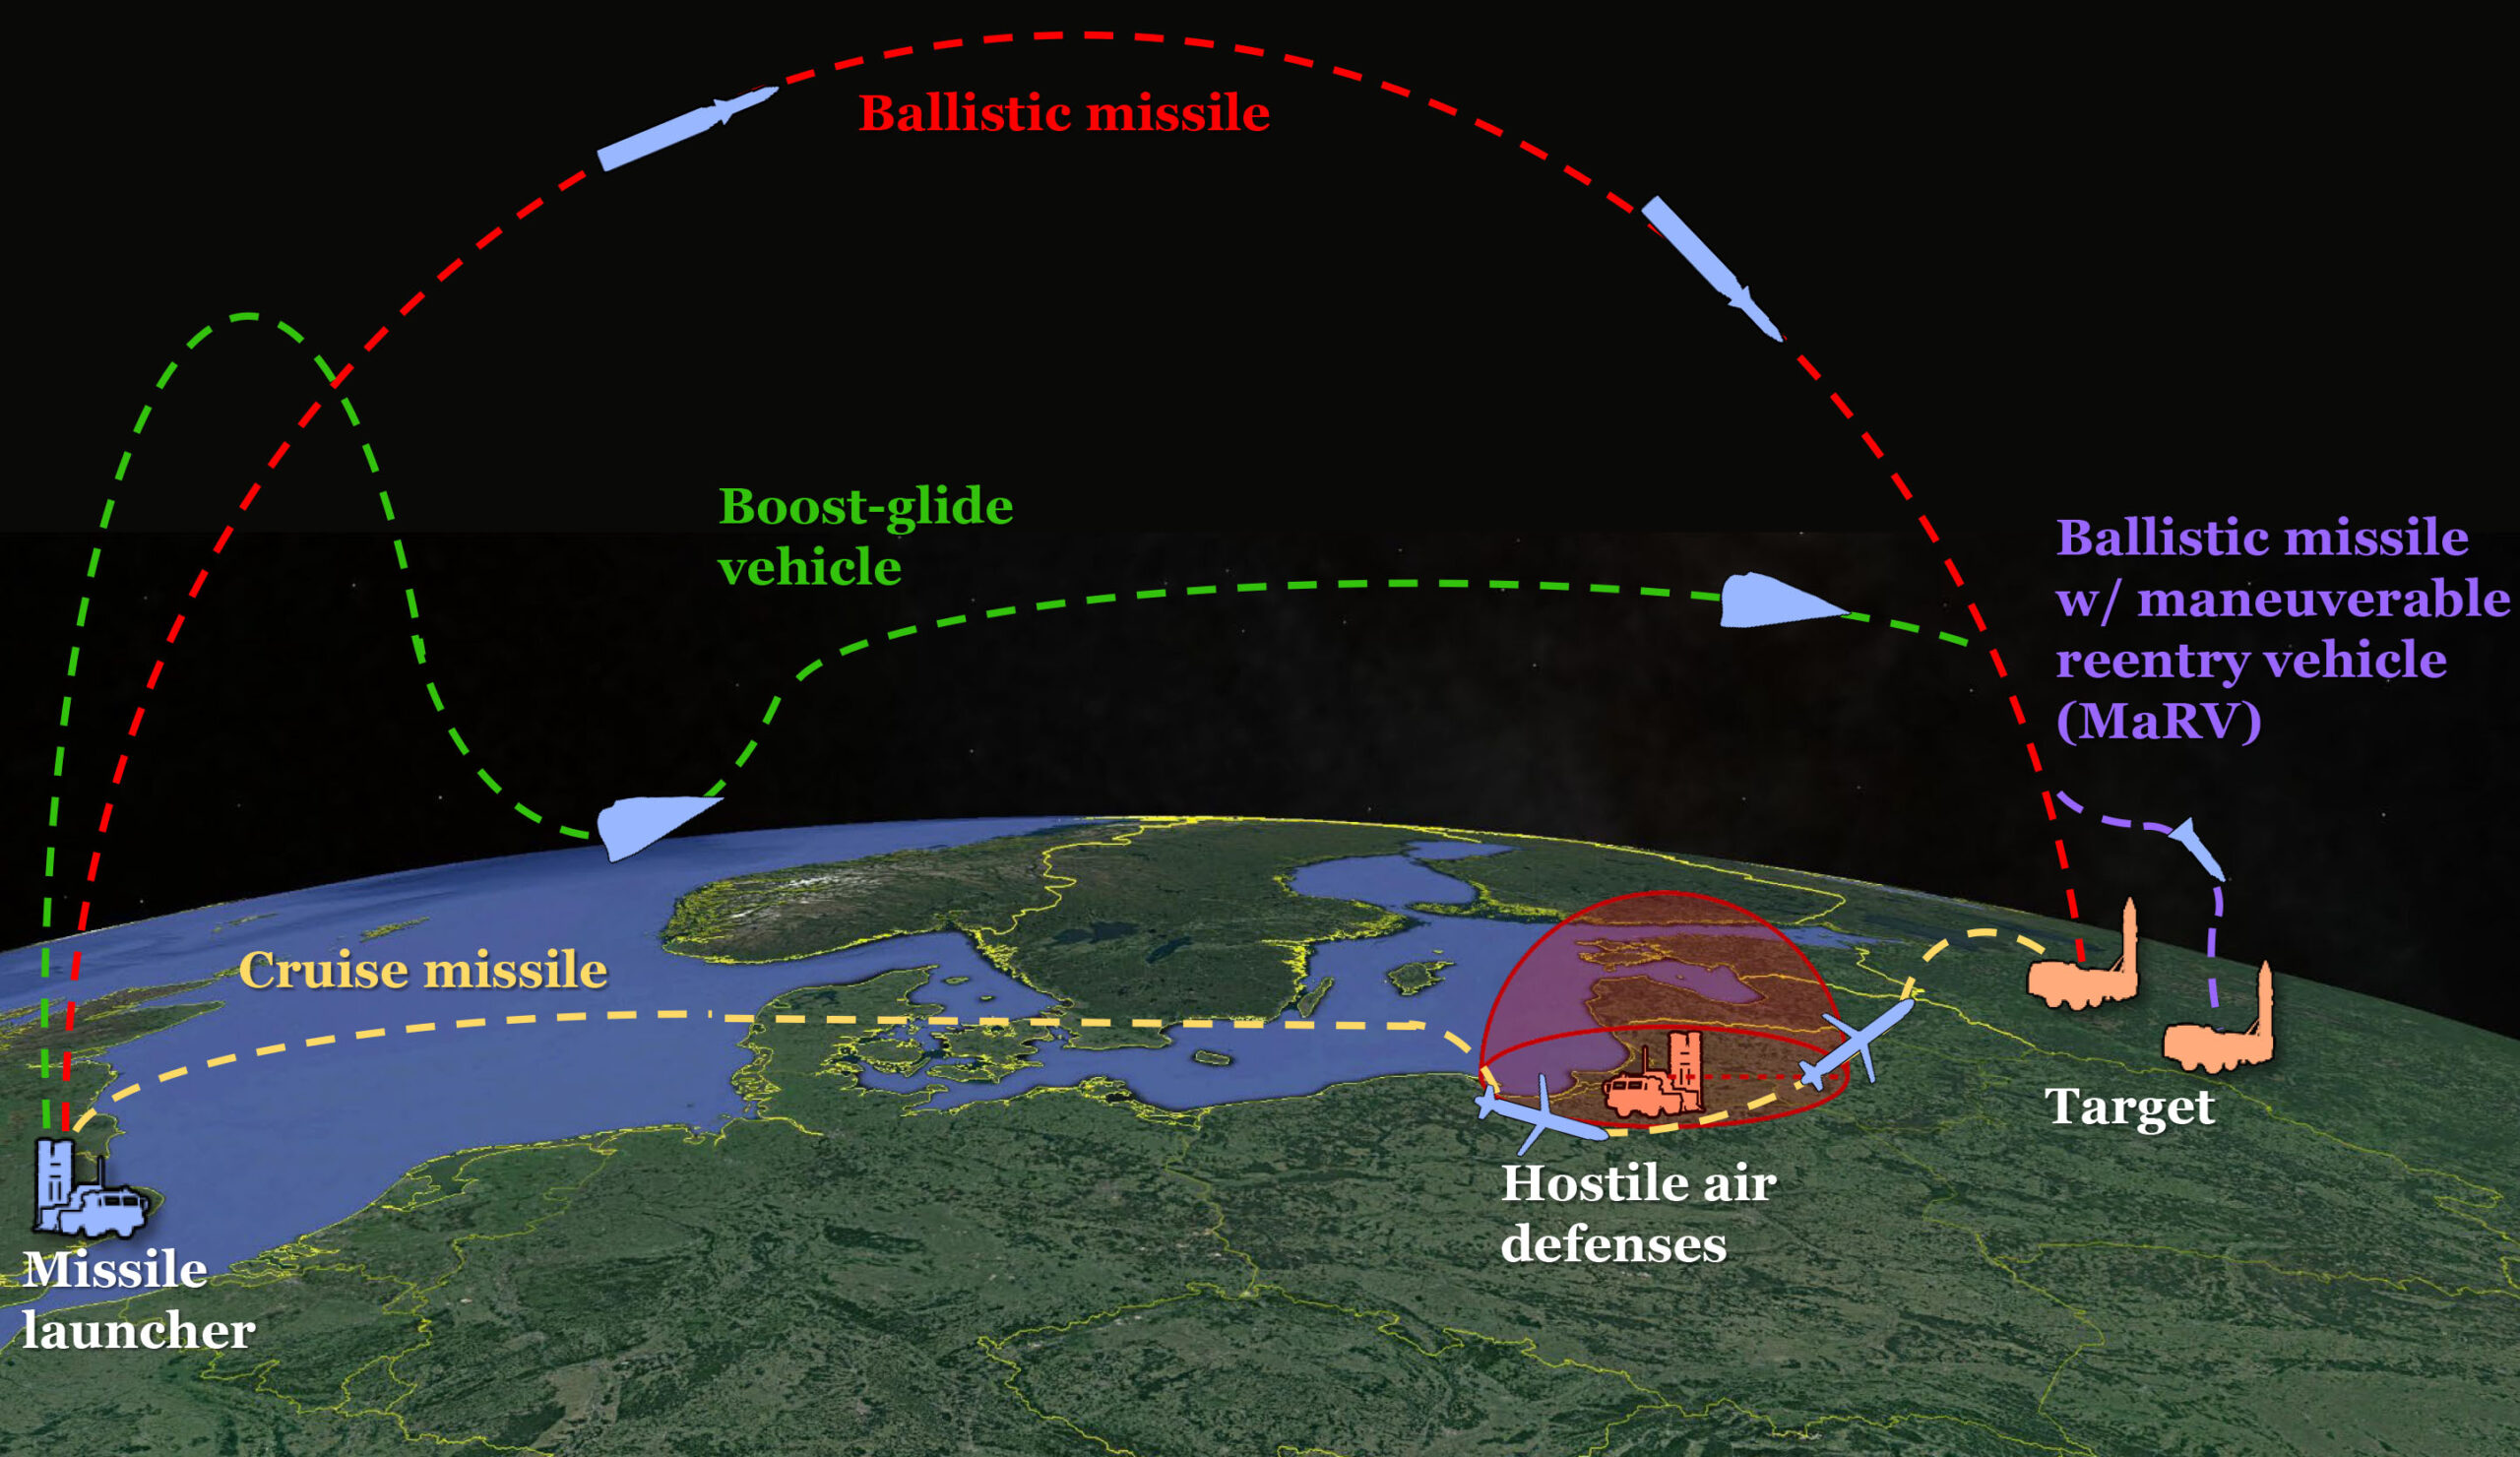 Ballistic missile
Boost-glide
vehicle
Ballistic missile
w/ maneuverable
reentry vehicle
(MaRV)
Cruise missile
Target
Hostile air
defenses
Missile
launcher